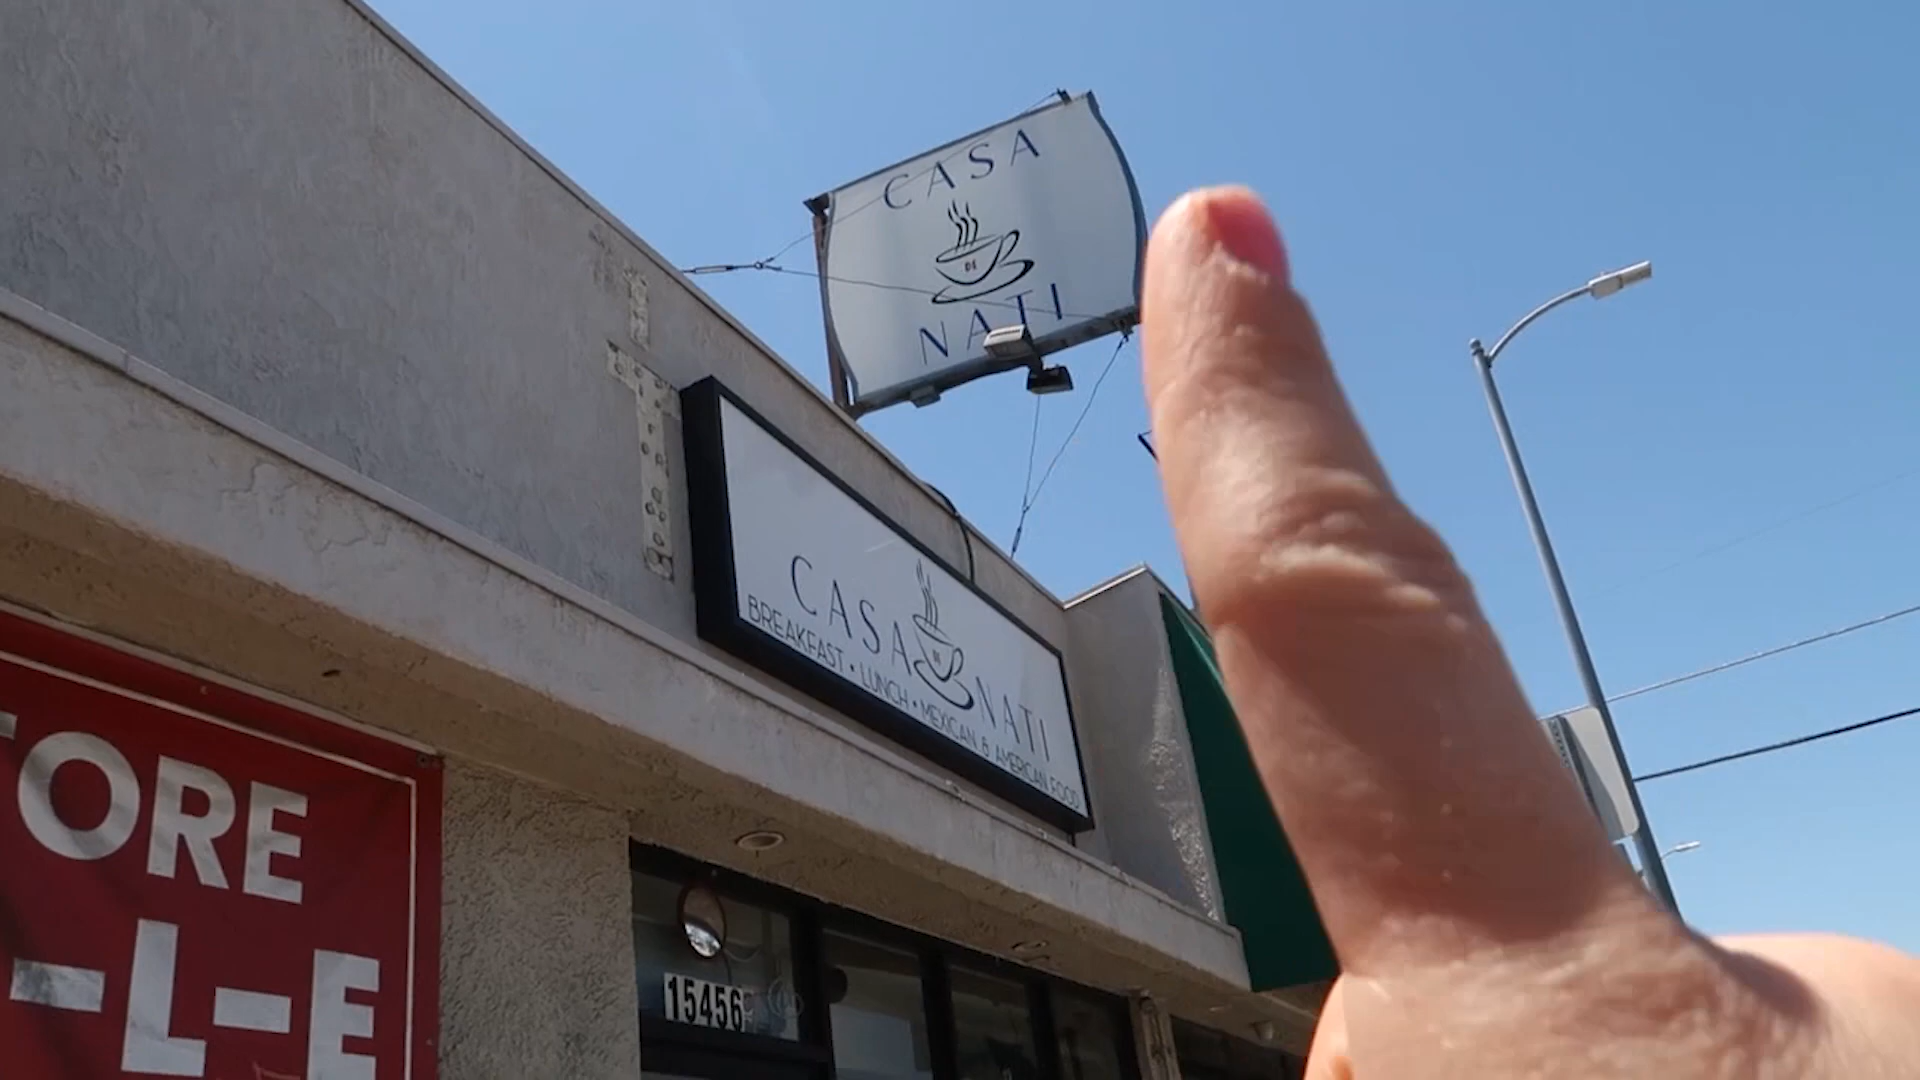 CASA
DE
NATI
CASA DE NATI
BREAKFAST • LUNCH • MEXICAN & AMERICAN FOOD
TORE
-L-E
15456